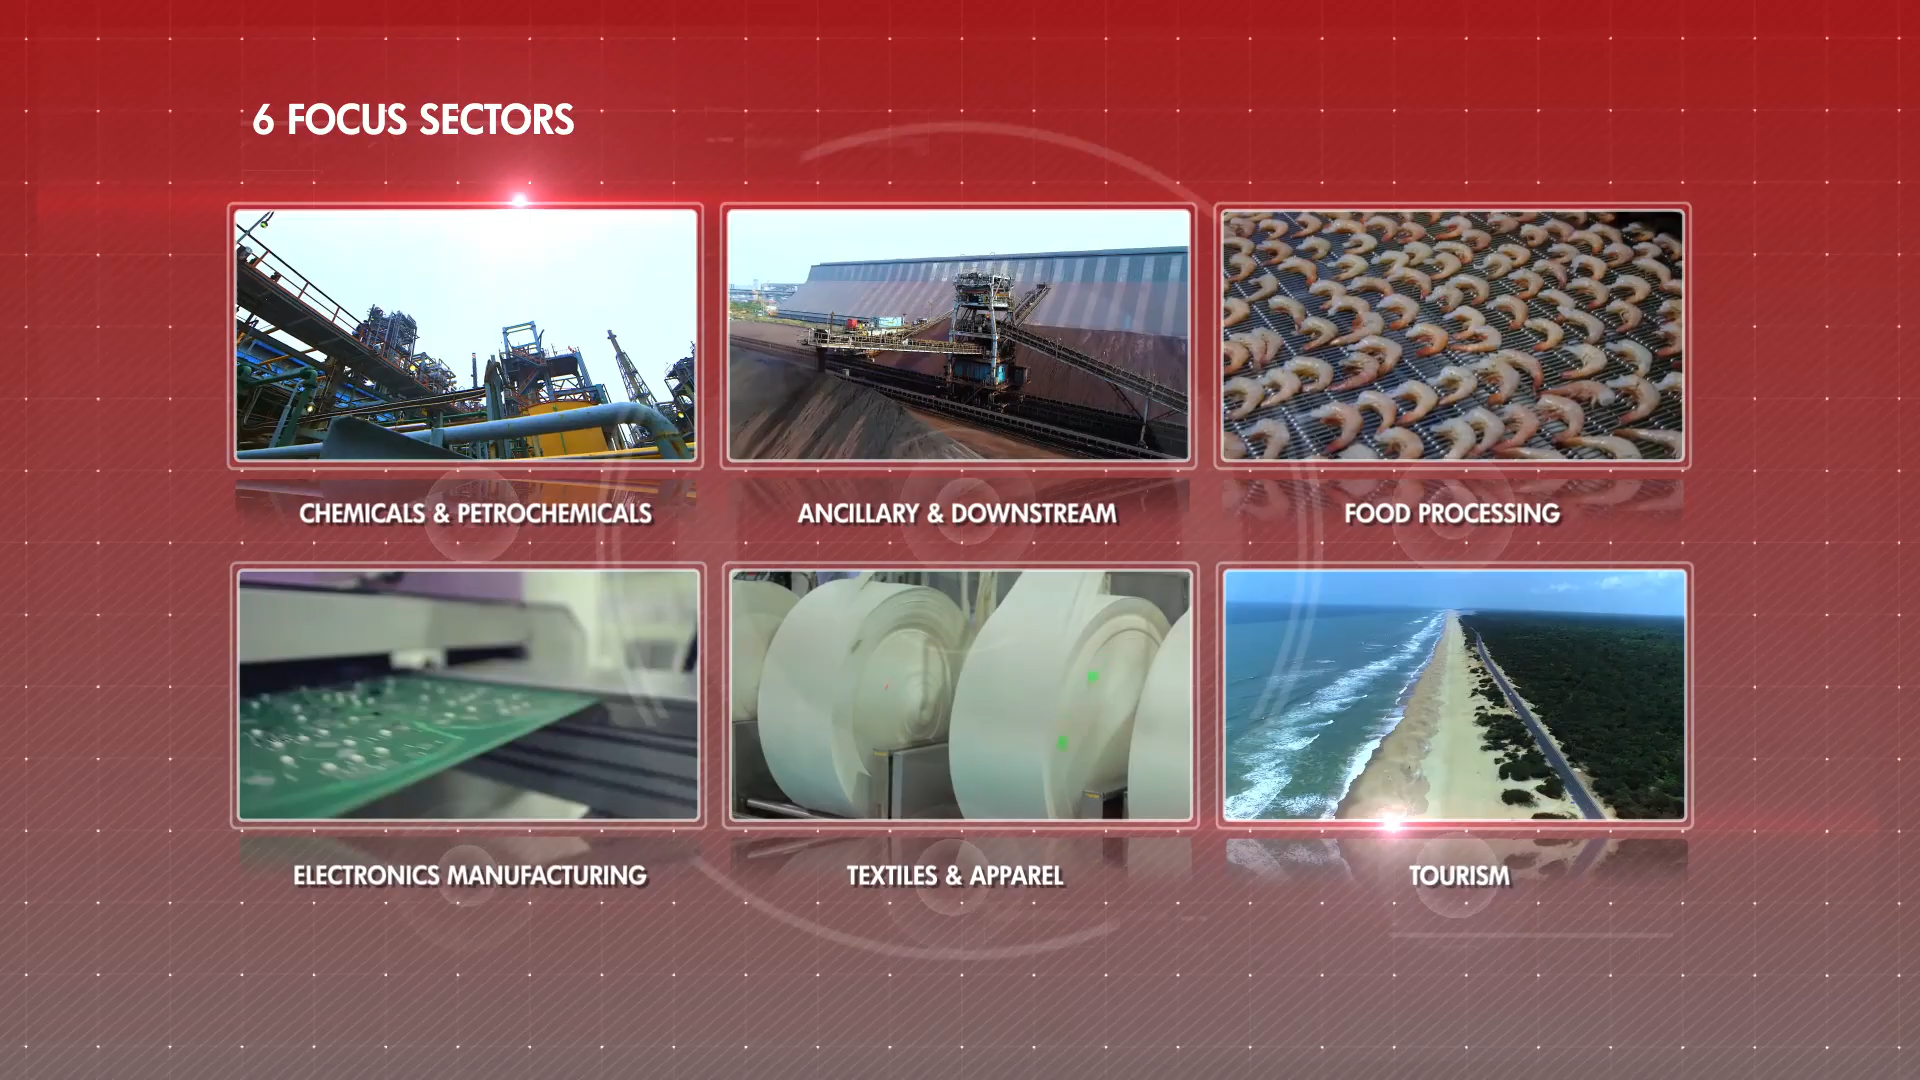 6 FOCUS SECTORS
CHEMICALS & PETROCHEMICALS
ANCILLARY & DOWNSTREAM
FOOD PROCESSING
ELECTRONICS MANUFACTURING
TEXTILES & APPAREL
TOURISM